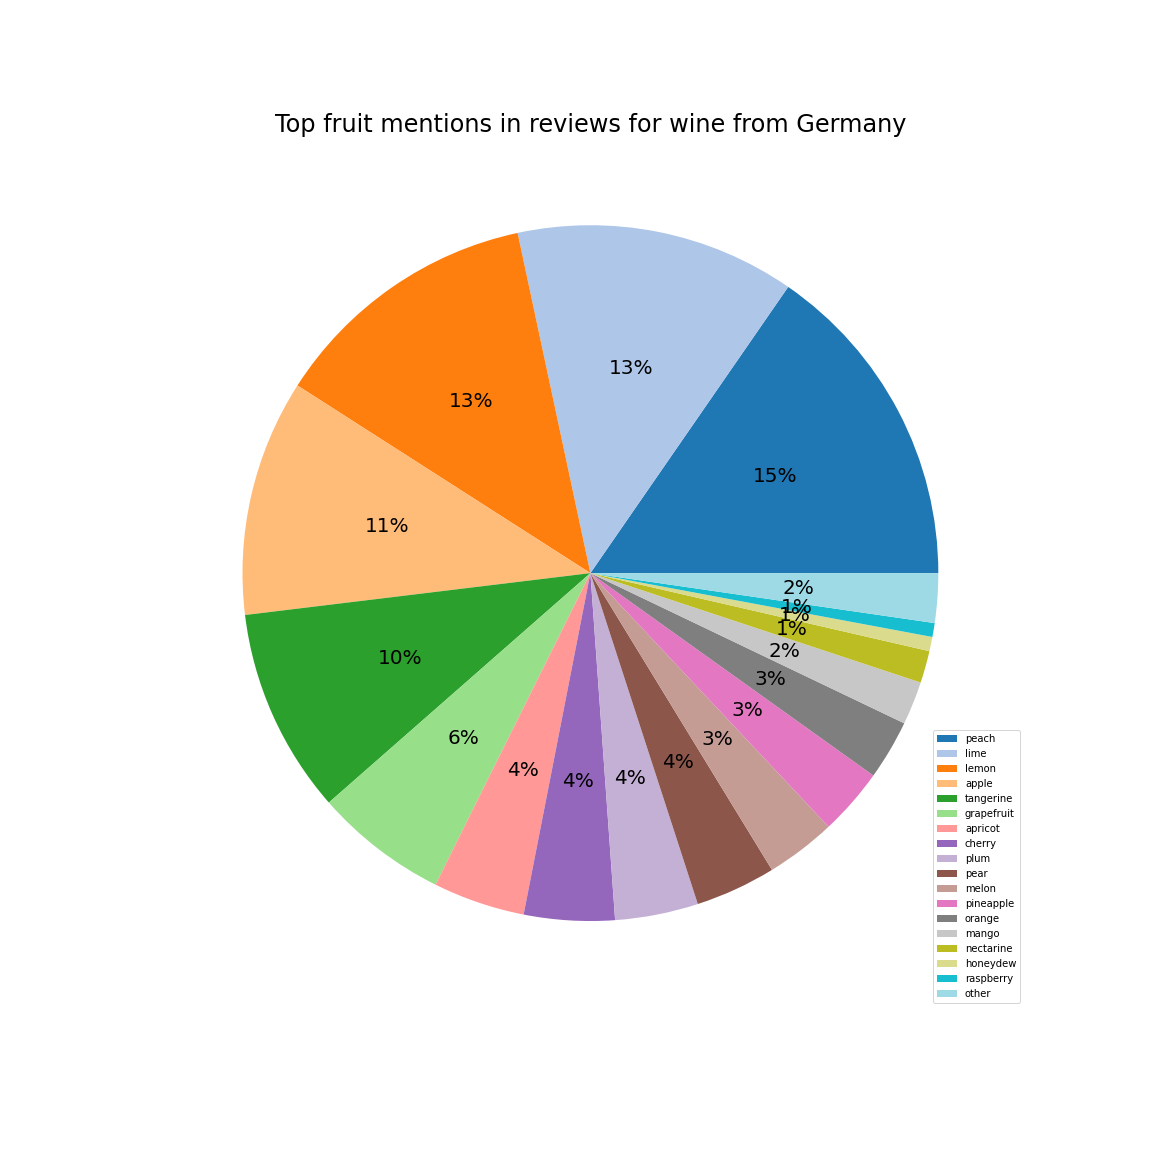 Top fruit mentions in reviews for wine from Germany
13%
13%
15%
11%
10%
6%
4%
4%
4%
4%
3%
3%
3%
2%
1%
1%
1%
2%
peach
lime
lemon
apple
tangerine
grapefruit
apricot
cherry
plum
pear
melon
pineapple
orange
mango
nectarine
honeydew
raspberry
other